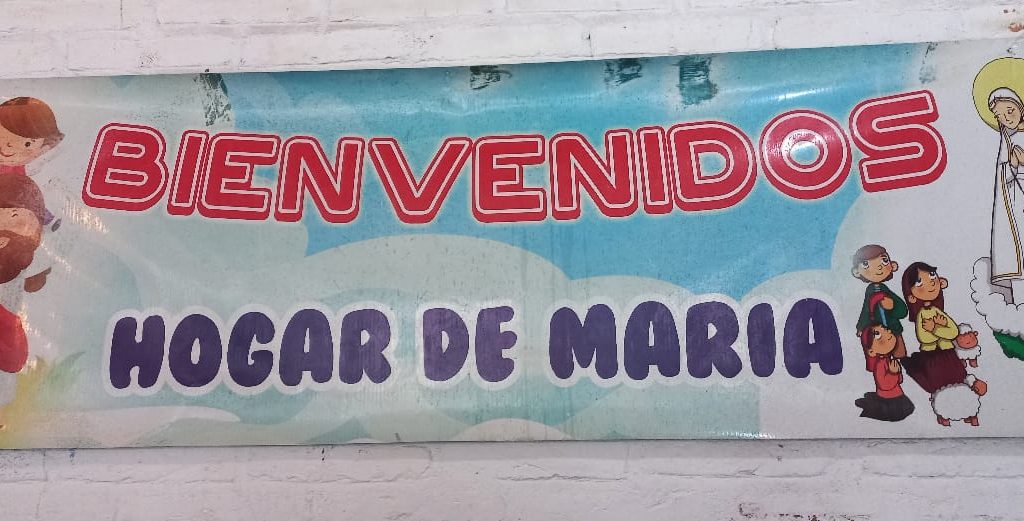 BIENVENIDOS
HOGAR DE MARIA